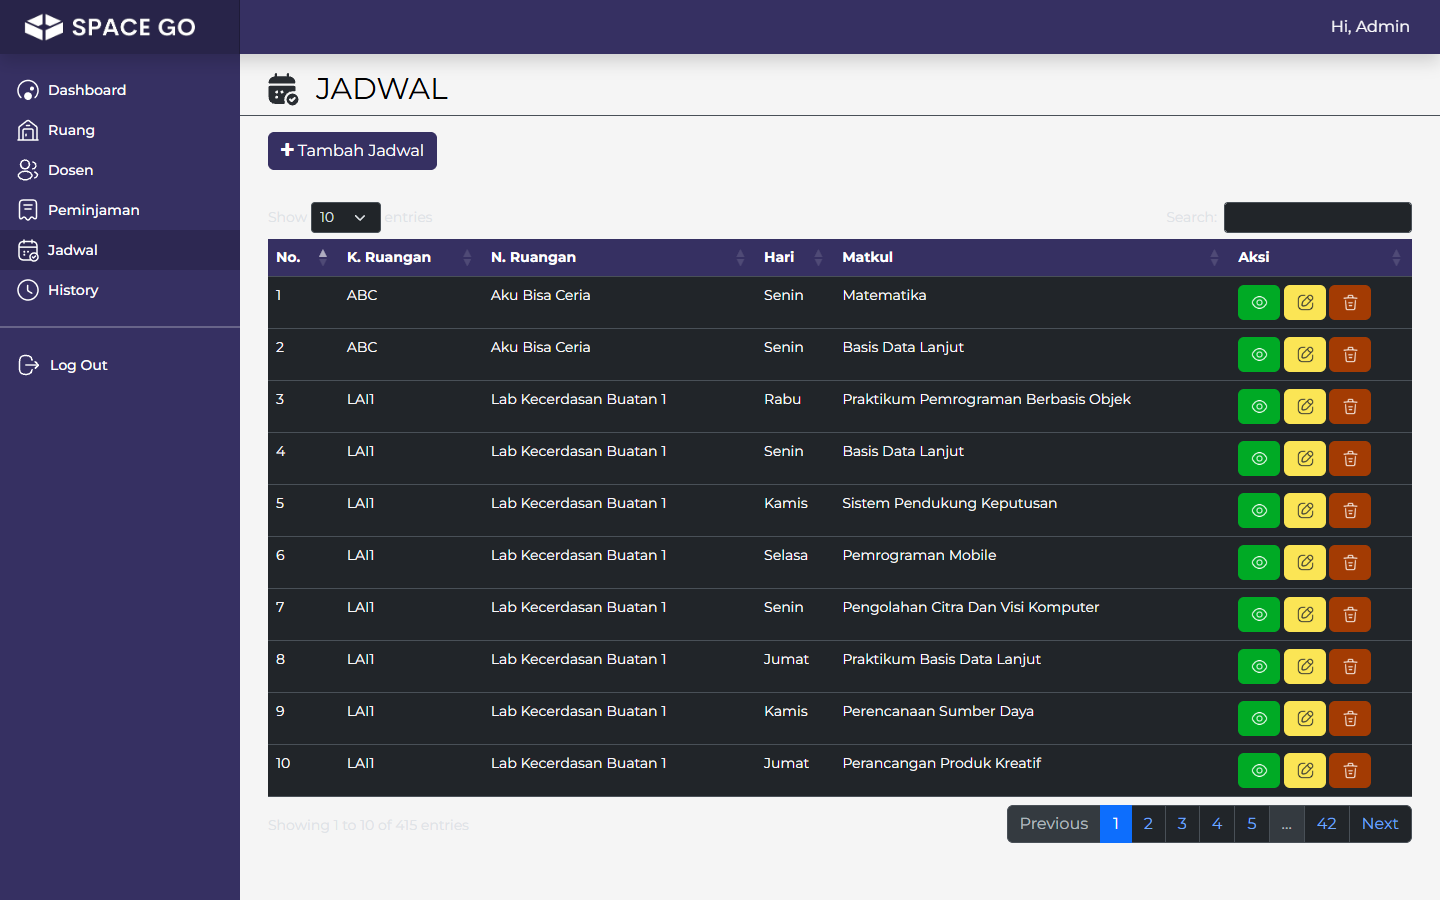 SPACE GO
Hi, Admin
Dashboard
Ruang
Dosen
Peminjaman
Jadwal
History
Log Out
JADWAL
Tambah Jadwal
Show 10 entries
Search:
No. K. Ruangan N. Ruangan Hari Matkul Aksi
1 ABC Aku Bisa Ceria Senin Matematika
2 ABC Aku Bisa Ceria Senin Basis Data Lanjut
3 LAI1 Lab Kecerdasan Buatan 1 Rabu Praktikum Pemrograman Berbasis Objek
4 LAI1 Lab Kecerdasan Buatan 1 Senin Basis Data Lanjut
5 LAI1 Lab Kecerdasan Buatan 1 Kamis Sistem Pendukung Keputusan
6 LAI1 Lab Kecerdasan Buatan 1 Selasa Pemrograman Mobile
7 LAI1 Lab Kecerdasan Buatan 1 Senin Pengolahan Citra Dan Visi Komputer
8 LAI1 Lab Kecerdasan Buatan 1 Jumat Praktikum Basis Data Lanjut
9 LAI1 Lab Kecerdasan Buatan 1 Kamis Perencanaan Sumber Daya
10 LAI1 Lab Kecerdasan Buatan 1 Jumat Perancangan Produk Kreatif
Showing 1 to 10 of 415 entries
Previous 1 2 3 4 5 ... 42 Next